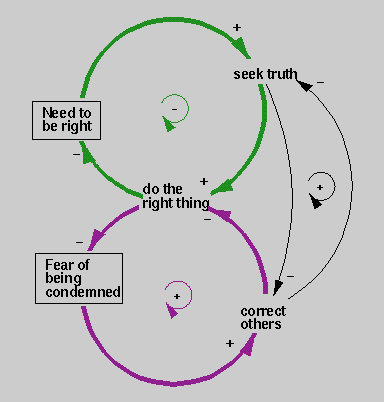 +
seek truth
–
-
Need to
be right
–
+
do the
right thing
–
+
–
Fear of
being
condemned
+
–
correct
others
+